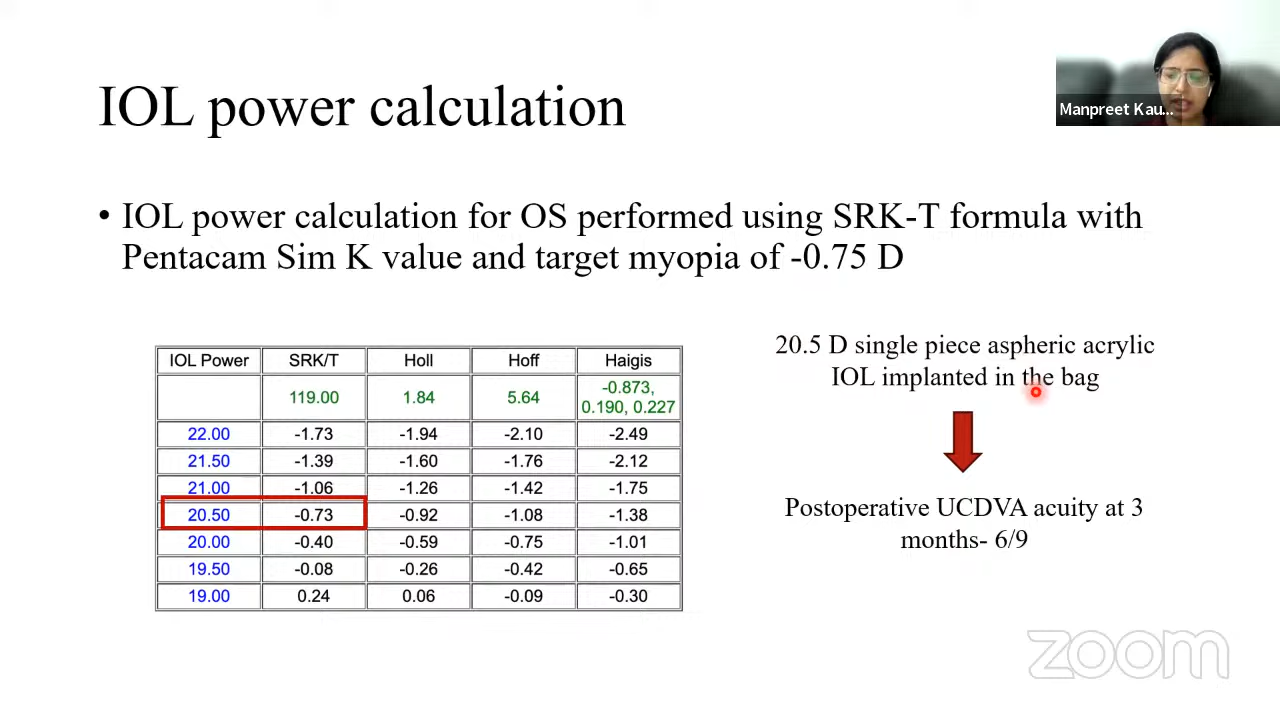 IOL power calculation
Manpreet Kau...
• IOL power calculation for OS performed using SRK-T formula with
Pentacam Sim K value and target myopia of -0.75 D
IOL Power SRK/T Holl Hoff Haigis
119.00 1.84 5.64 -0.873,
0.190, 0.227
22.00 -1.73 -1.94 -2.10 -2.49
21.50 -1.39 -1.60 -1.76 -2.12
21.00 -1.06 -1.26 -1.42 -1.75
20.50 -0.73 -0.92 -1.08 -1.38
20.00 -0.40 -0.59 -0.75 -1.01
19.50 -0.08 -0.26 -0.42 -0.65
19.00 0.24 0.06 -0.09 -0.30
20.5 D single piece aspheric acrylic
IOL implanted in the bag
Postoperative UCDVA acuity at 3
months- 6/9
zoom